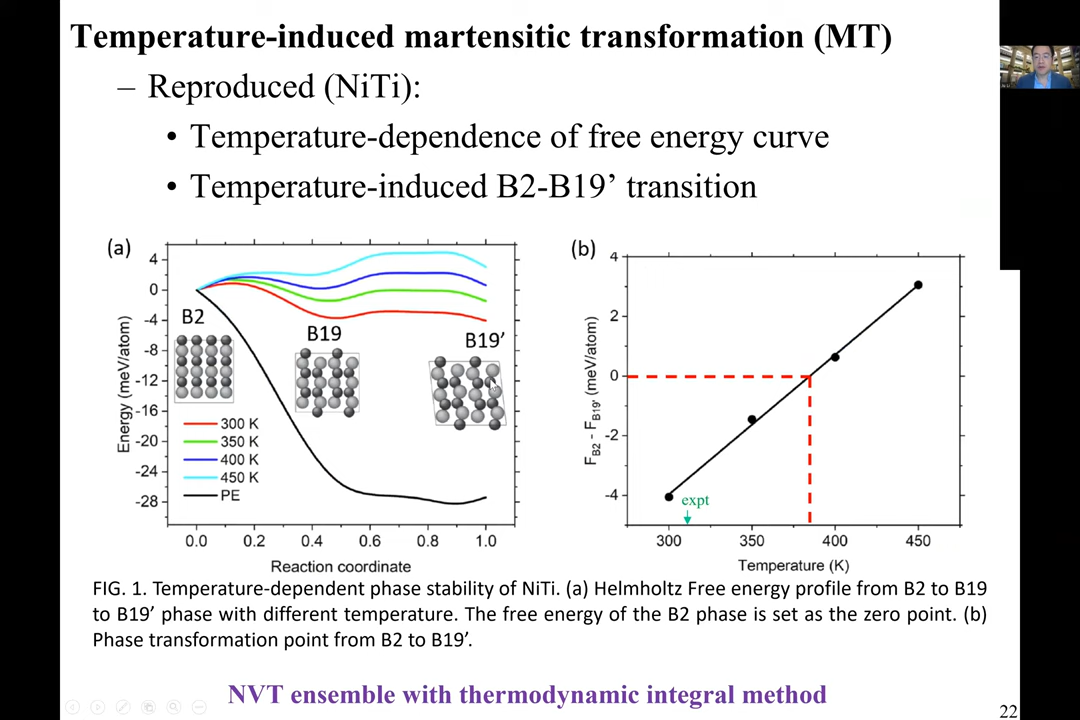 Temperature-induced martensitic transformation (MT)
– Reproduced (NiTi):
• Temperature-dependence of free energy curve
• Temperature-induced B2-B19’ transition
(a)
4
0
-4
-8
-12
-16
-20
-24
-28
Energy (meV/atom)
B2
B19
B19’
300 K
350 K
400 K
450 K
PE
0.0 0.2 0.4 0.6 0.8 1.0
Reaction coordinate
(b)
4
2
0
-2
-4
F_B2 - F_B19' (meV/atom)
expt
300 350 400 450
Temperature (K)
FIG. 1. Temperature-dependent phase stability of NiTi. (a) Helmholtz Free energy profile from B2 to B19
to B19’ phase with different temperature. The free energy of the B2 phase is set as the zero point. (b)
Phase transformation point from B2 to B19’.
NVT ensemble with thermodynamic integral method
22